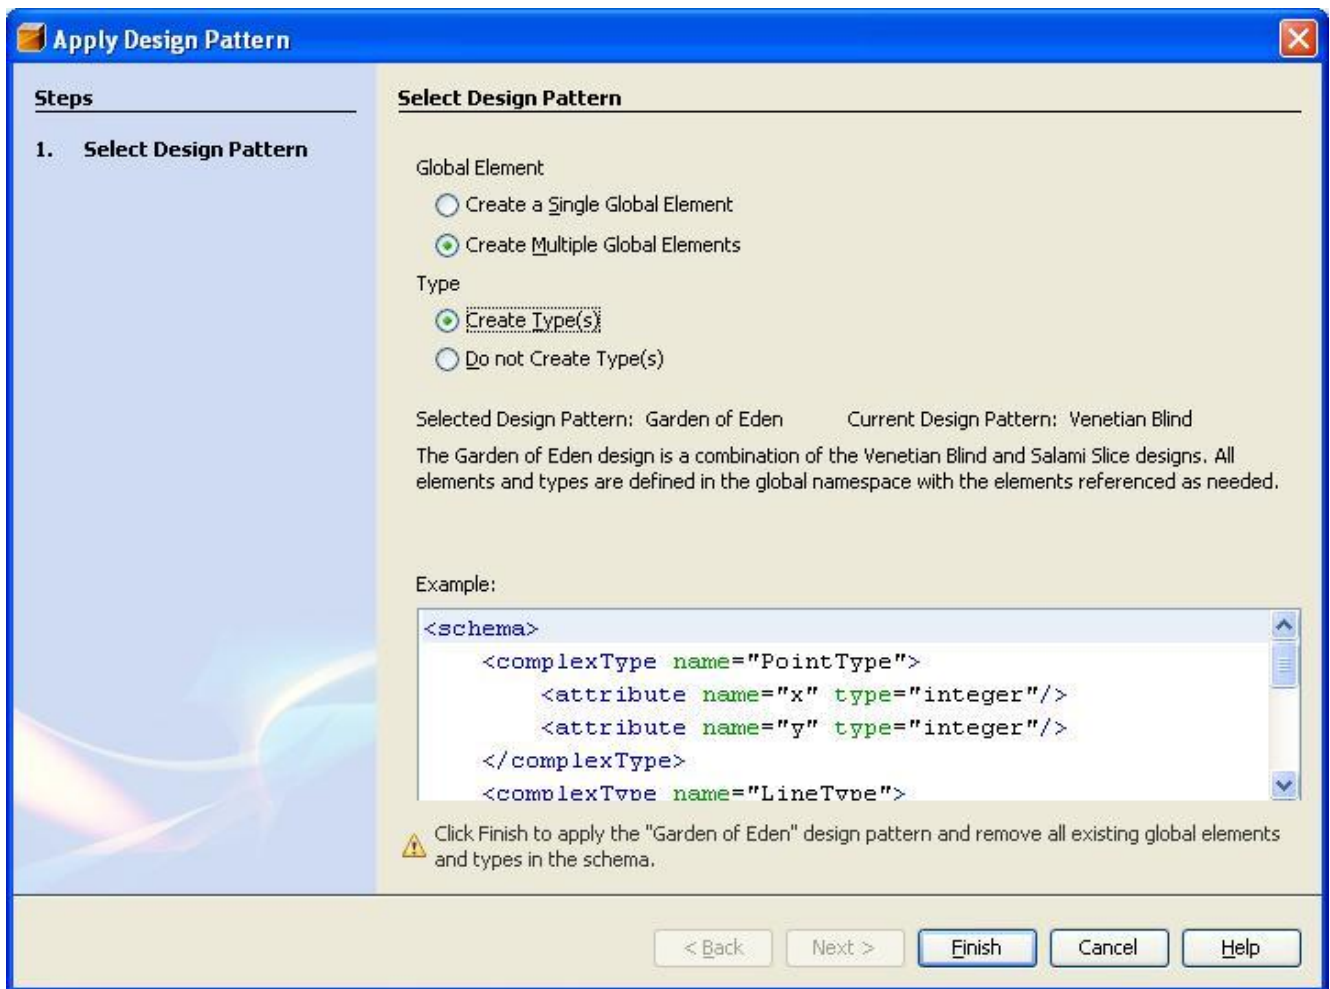 Apply Design Pattern
Steps
1. Select Design Pattern
Select Design Pattern
Global Element
Create a Single Global Element
Create Multiple Global Elements
Type
Create Type(s)
Do not Create Type(s)
Selected Design Pattern: Garden of Eden Current Design Pattern: Venetian Blind
The Garden of Eden design is a combination of the Venetian Blind and Salami Slice designs. All
elements and types are defined in the global namespace with the elements referenced as needed.
Example:
<schema>
<complexType name="PointType">
<attribute name="x" type="integer"/>
<attribute name="y" type="integer"/>
</complexType>
<complexType name="LineType">
Click Finish to apply the "Garden of Eden" design pattern and remove all existing global elements
and types in the schema.
< Back Next > Finish Cancel Help